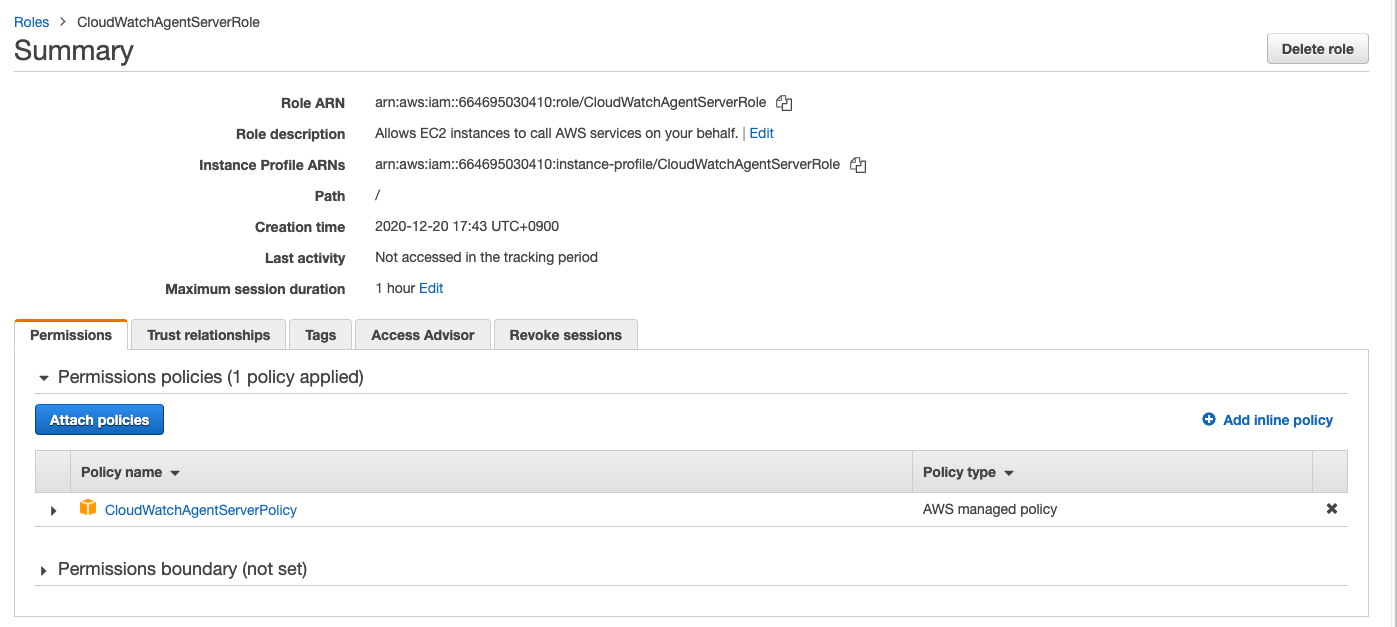 Roles > CloudWatchAgentServerRole
Summary
Delete role
Role ARN arn:aws:iam::664695030410:role/CloudWatchAgentServerRole
Role description Allows EC2 instances to call AWS services on your behalf. | Edit
Instance Profile ARNs arn:aws:iam::664695030410:instance-profile/CloudWatchAgentServerRole
Path /
Creation time 2020-12-20 17:43 UTC+0900
Last activity Not accessed in the tracking period
Maximum session duration 1 hour Edit
Permissions Trust relationships Tags Access Advisor Revoke sessions
Permissions policies (1 policy applied)
Attach policies Add inline policy
Policy name Policy type
CloudWatchAgentServerPolicy AWS managed policy
Permissions boundary (not set)